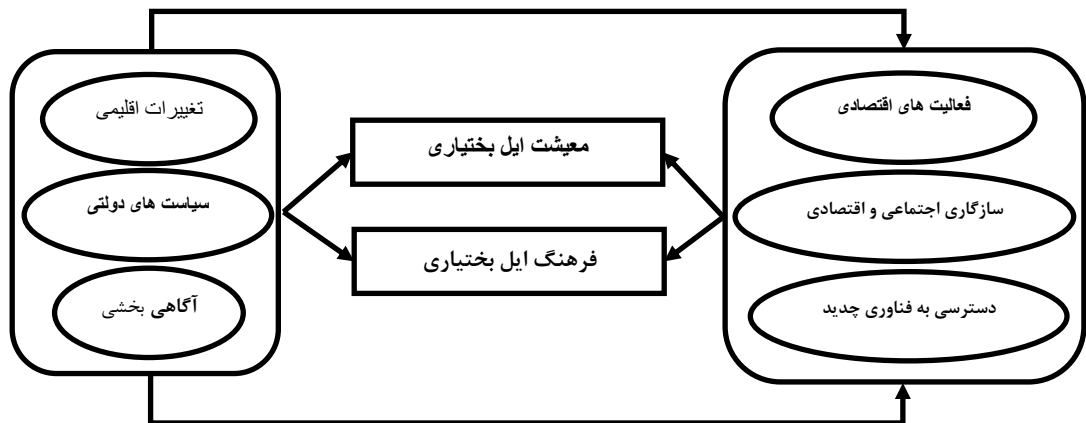 فعالیت های اقتصادی
سازگاری اجتماعی و اقتصادی
دسترسی به فناوری چدید
معیشت ایل بختیاری
فرهنگ ایل بختیاری
تغییرات اقلیمی
سیاست های دولتی
آگاهی بخشی